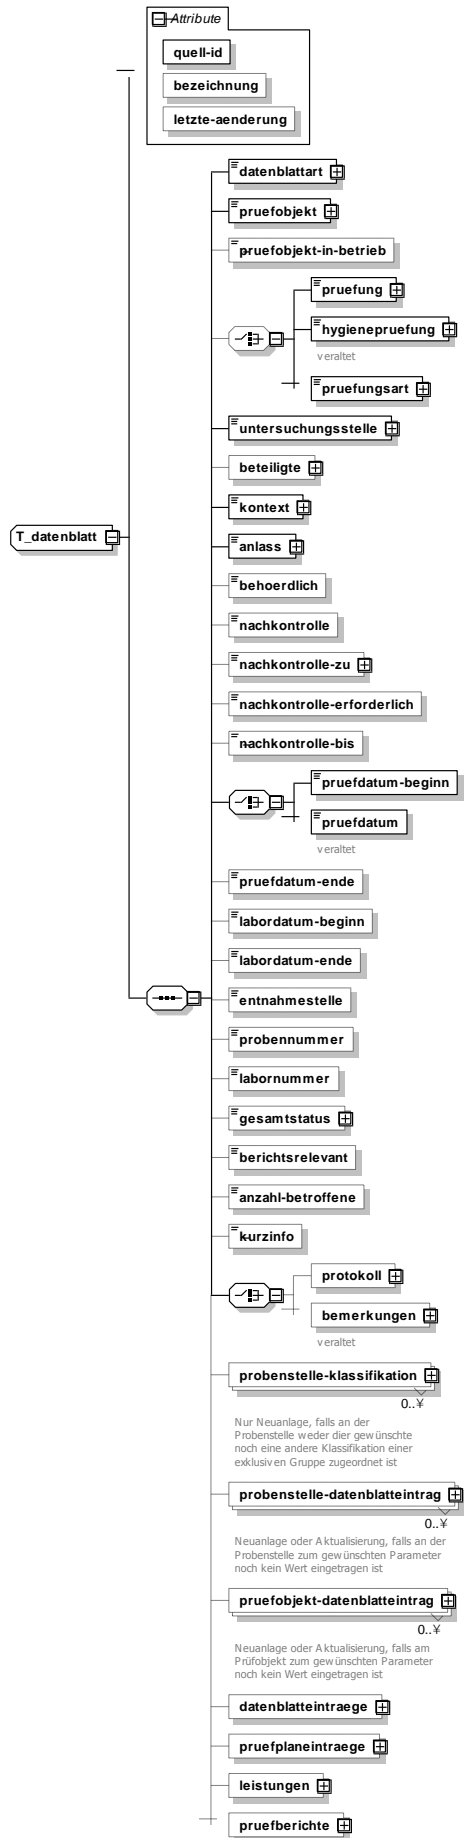 Attribute
quell-id
bezeichnung
letzte-aenderung
datenblattart
pruefobjekt
pruefobjekt-in-betrieb
pruefung
hygienepruefung
veraltet
pruefungsart
untersuchungsstelle
beteiligte
kontext
T_datenblatt
anlass
behoerdlich
nachkontrolle
nachkontrolle-zu
nachkontrolle-erforderlich
nachkontrolle-bis
pruefdatum-beginn
pruefdatum
veraltet
pruefdatum-ende
labordatum-beginn
labordatum-ende
entnahmestelle
probennummer
labornummer
gesamtstatus
berichtsrelevant
anzahl-betroffene
kurzinfo
protokoll
bemerkungen
veraltet
probenstelle-klassifikation
0..¥
Nur Neuanlage, falls an der
Probenstelle weder dier gewünschte
noch eine andere Klassifikation einer
exklusiven Gruppe zugeordnet ist
probenstelle-datenblatteintrag
0..¥
Neuanlage oder Aktualisierung, falls an der
Probenstelle zum gewünschten Parameter
noch kein Wert eingetragen ist
pruefobjekt-datenblatteintrag
0..¥
Neuanlage oder Aktualisierung, falls am
Prüfobjekt zum gewünschten Parameter
noch kein Wert eingetragen ist
datenblatteintraege
pruefplaneintraege
leistungen
pruefberichte